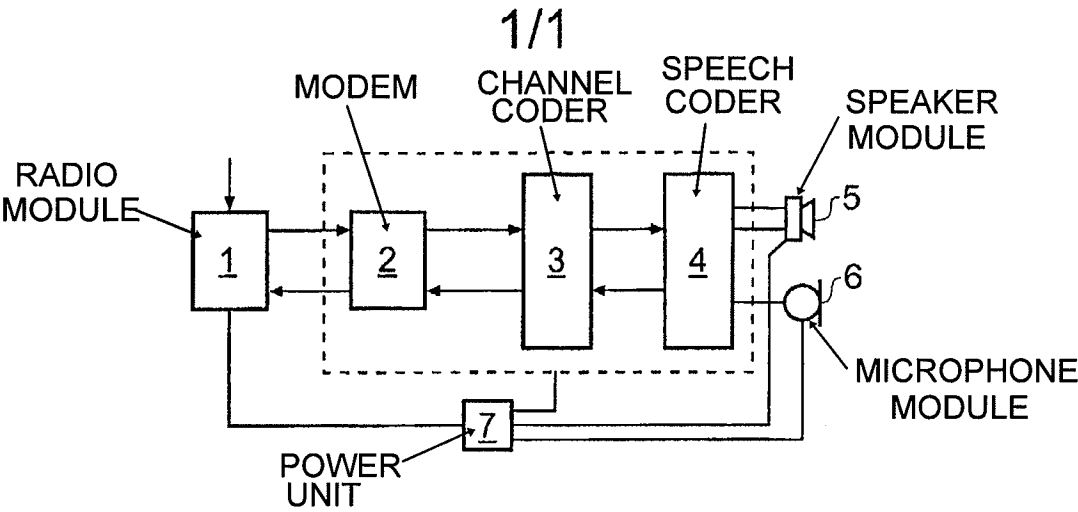 1/1
MODEM
CHANNEL
CODER
SPEECH
CODER
SPEAKER
MODULE
RADIO
MODULE
1
2
3
4
5
6
MICROPHONE
MODULE
7
POWER
UNIT